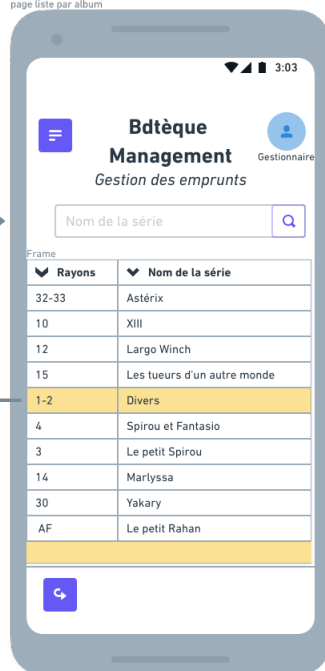 page liste par album
3:03
Bdtèque
Management
Gestionnaire
Gestion des emprunts
Nom de la série
Frame
Rayons Nom de la série
32-33 Astérix
10 XIII
12 Largo Winch
15 Les tueurs d'un autre monde
1-2 Divers
4 Spirou et Fantasio
3 Le petit Spirou
14 Marlyssa
30 Yakary
AF Le petit Rahan